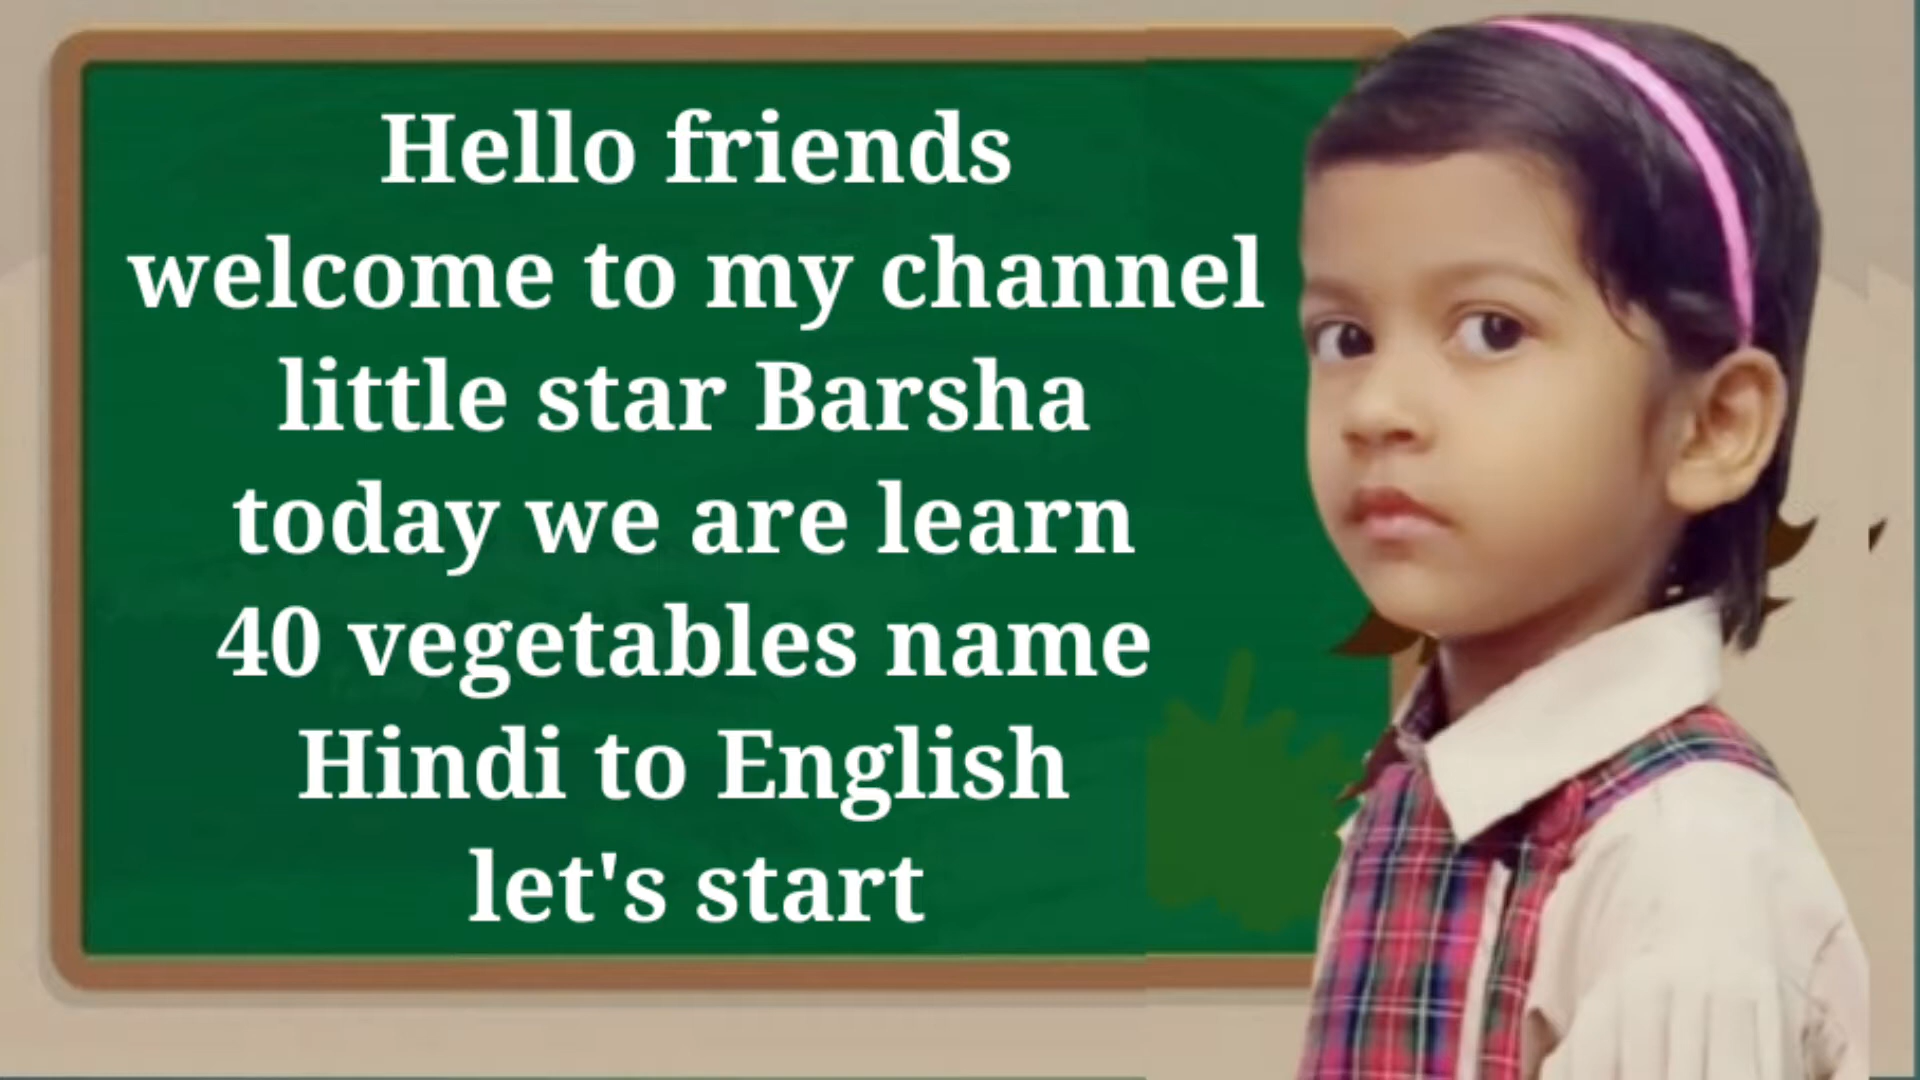 Hello friends
welcome to my channel
little star Barsha
today we are learn
40 vegetables name
Hindi to English
let's start